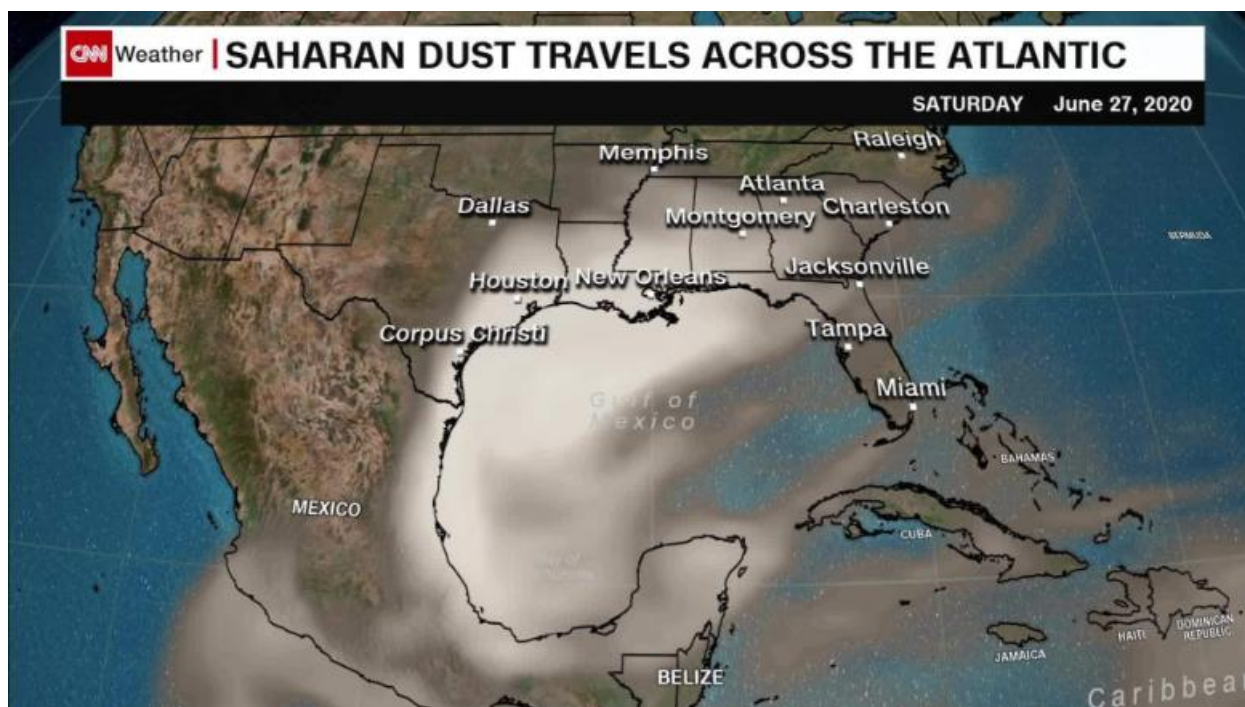 CNN Weather SAHARAN DUST TRAVELS ACROSS THE ATLANTIC
SATURDAY June 27, 2020
Raleigh
Memphis
Atlanta
Dallas
Montgomery
Charleston
BERMUDA
Houston
New Orleans
Jacksonville
Corpus Christi
Tampa
Miami
Gulf of
Mexico
BAHAMAS
MEXICO
CUBA
HAITI
DOMINICAN
REPUBLIC
JAMAICA
BELIZE
Caribbea